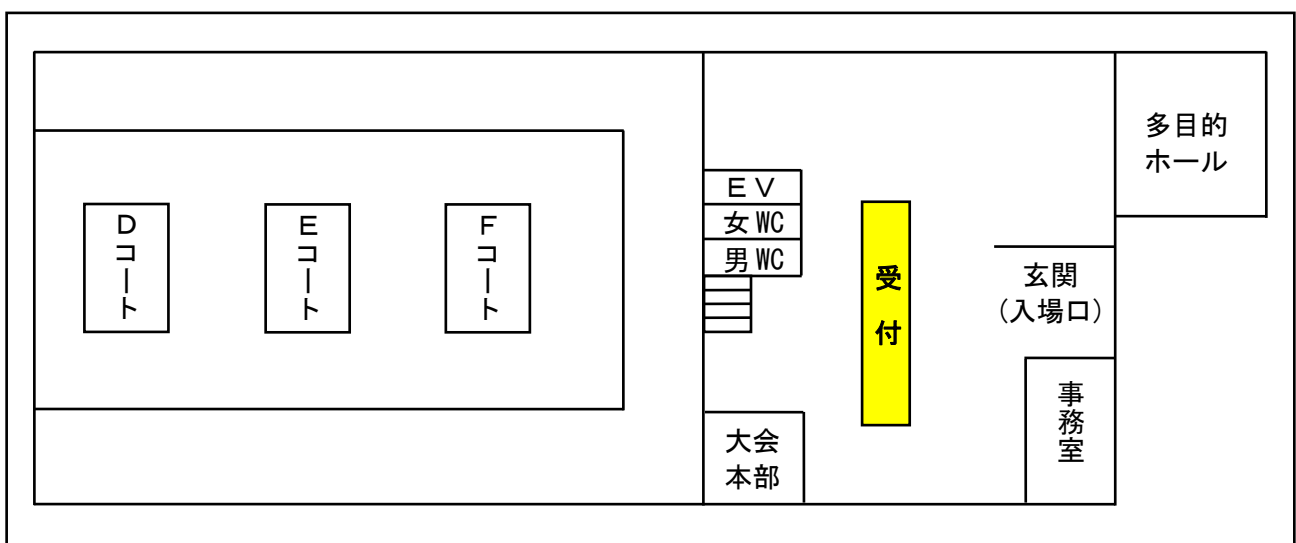 多目的
ホール
ＥＶ
女WC
男WC
Ｄコート
Ｅコート
Ｆコート
受付
玄関
（入場口）
事務室
大会
本部